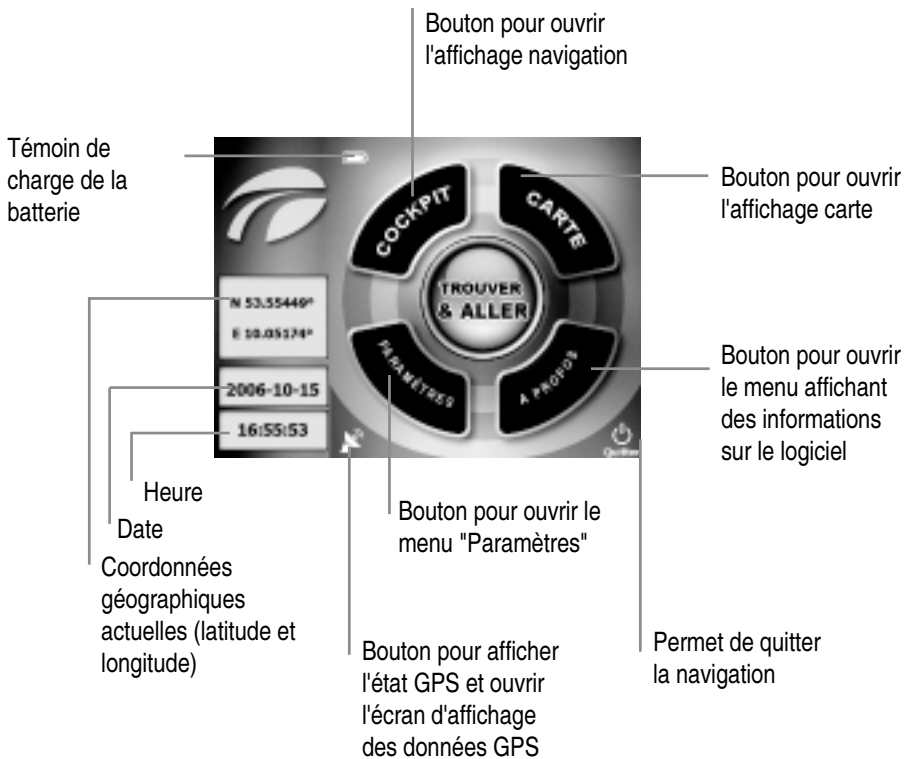 Bouton pour ouvrir
l'affichage navigation
Témoin de
charge de la
batterie
Bouton pour ouvrir
l'affichage carte
COCKPIT
CARTE
TROUVER
& ALLER
N 53.55449°
E 10.05174°
PARAMÈTRES
A PROPOS
2006-10-15
16:55:53
Quitter
Bouton pour ouvrir
le menu affichant
des informations
sur le logiciel
Heure
Date
Coordonnées
géographiques
actuelles (latitude et
longitude)
Bouton pour ouvrir le
menu "Paramètres"
Bouton pour afficher
l'état GPS et ouvrir
l'écran d'affichage
des données GPS
Permet de quitter
la navigation